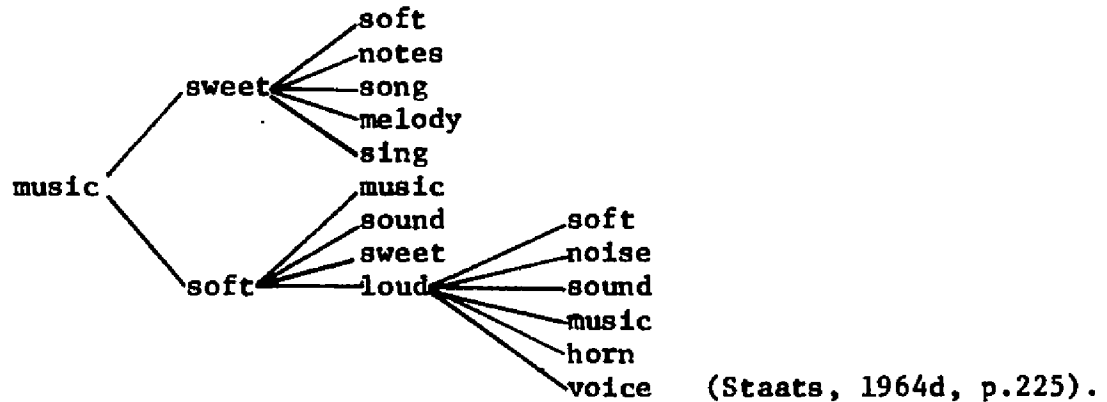 soft
notes
sweet song
melody
sing
music music
sound soft
sweet noise
soft loud sound
music
horn
voice (Staats, 1964d, p.225).